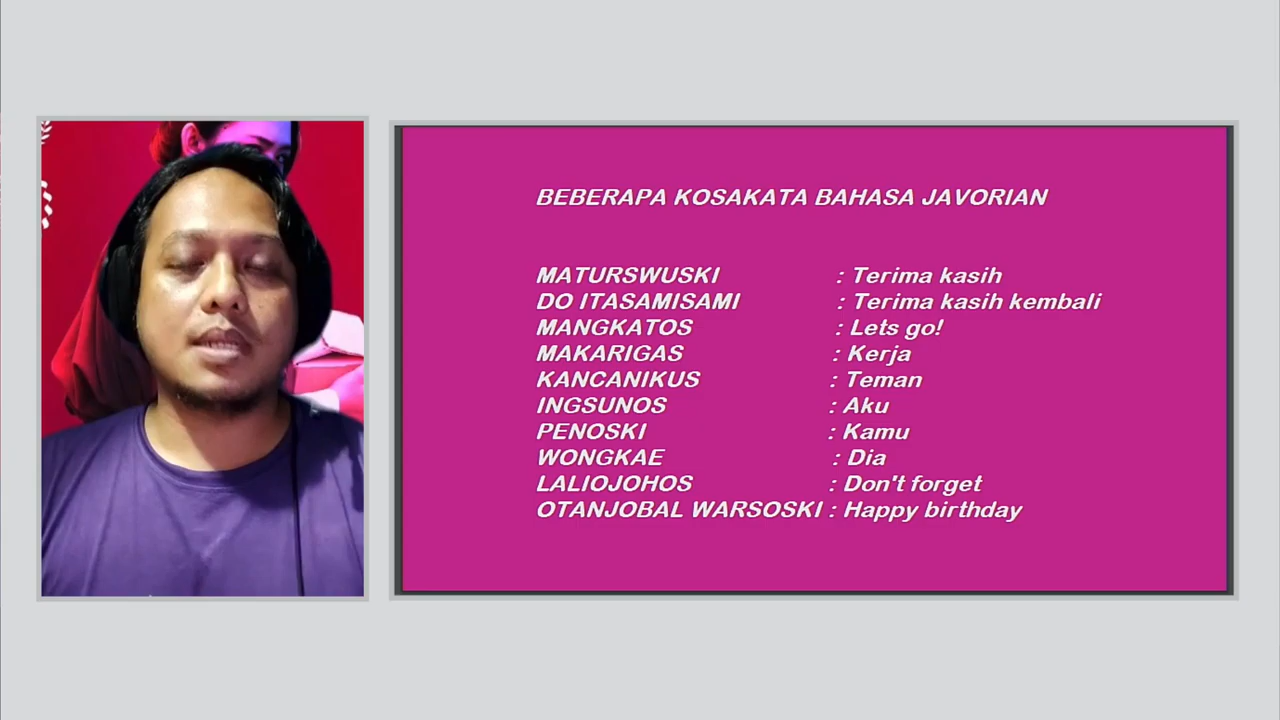 BEBERAPA KOSAKATA BAHASA JAVORIAN
MATURSWUSKI : Terima kasih
DO ITASAMISAMI : Terima kasih kembali
MANGKATOS : Lets go!
MAKARIGAS : Kerja
KANCANIKUS : Teman
INGSUNOS : Aku
PENOSKI : Kamu
WONGKAE : Dia
LALIOJOHOS : Don't forget
OTANJOBAL WARSOSKI : Happy birthday